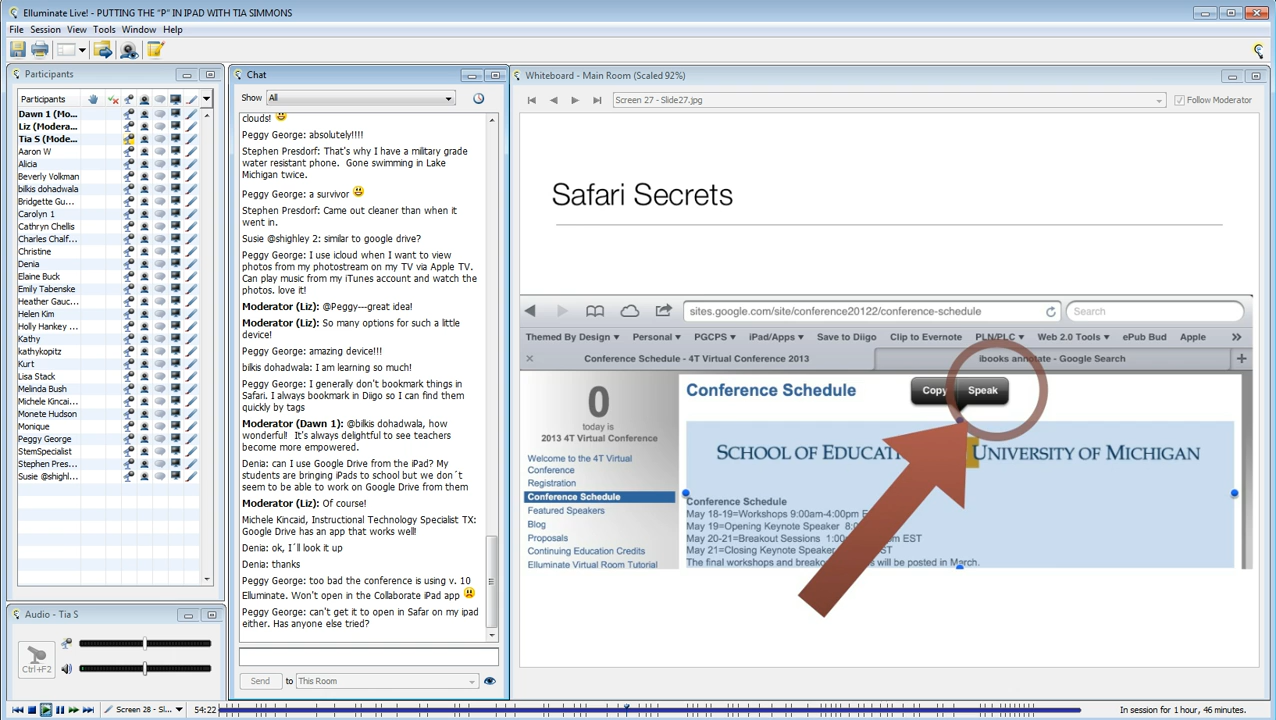 Elluminate Live! - PUTTING THE "P" IN IPAD WITH TIA SIMMONS
File Session View Tools Window Help
Participants
Participants
Dawn 1 (Mo...
Liz (Modera...
Tia S (Mode...
Aaron W
Alicia
Beverly Volkman
bilkis dohadwala
Bridgette Gu...
Carolyn 1
Cathryn Chellis
Charles Chalf...
Christine
Denia
Elaine Buck
Emily Tabenske
Heather Gauc...
Helen Kim
Holly Hankey ...
Kathy
kathykopitz
Kurt
Lisa Stack
Melinda Bush
Michele Kincai...
Monete Hudson
Monique
Peggy George
StemSpecialist
Stephen Pres...
Susie @shighl...
Audio - Tia S
Ctrl+F2
Chat
Show All
clouds!
Peggy George: absolutely!!!!
Stephen Presdorf: That's why I have a military grade
water resistant phone. Gone swimming in Lake
Michigan twice.
Peggy George: a survivor
Stephen Presdorf: Came out cleaner than when it
went in.
Susie @shighley 2: similar to google drive?
Peggy George: I use icloud when I want to view
photos from my photostream on my TV via Apple TV.
Can play music from my iTunes account and watch the
photos. love it!
Moderator (Liz): @Peggy---great idea!
Moderator (Liz): So many options for such a little
device!
Peggy George: amazing device!!!
bilkis dohadwala: I am learning so much!
Peggy George: I generally don't bookmark things in
Safari. I always bookmark in Diigo so I can find them
quickly by tags
Moderator (Dawn 1): @bilkis dohadwala, how
wonderful! It's always delightful to see teachers
become more empowered.
Denia: can I use Google Drive from the iPad? My
students are bringing iPads to school but we don´t
seem to be able to work on Google Drive from them
Moderator (Liz): Of course!
Michele Kincaid, Instructional Technology Specialist TX:
Google Drive has an app that works well!
Denia: ok, I´ll look it up
Denia: thanks
Peggy George: too bad the conference is using v. 10
Elluminate. Won't open in the Collaborate iPad app
Peggy George: can't get it to open in Safar on my ipad
either. Has anyone else tried?
Send to This Room
Whiteboard - Main Room (Scaled 92%)
Screen 27 - Slide27.jpg
Follow Moderator
Safari Secrets
sites.google.com/site/conference20122/conference-schedule
Search
Themed By Design Personal PGCPS iPad/Apps Save to Diigo Clip to Evernote PLN/PLC Web 2.0 Tools ePub Bud Apple
Conference Schedule - 4T Virtual Conference 2013
ibooks annotate - Google Search
0
today is
2013 4T Virtual Conference
Welcome to the 4T Virtual
Conference
Registration
Conference Schedule
Featured Speakers
Blog
Proposals
Continuing Education Credits
Elluminate Virtual Room Tutorial
Conference Schedule
Copy Speak
SCHOOL OF EDUCA UNIVERSITY OF MICHIGAN
Conference Schedule
May 18-19=Workshops 9:00am-4:00pm E
May 19=Opening Keynote Speaker 8:0
May 20-21=Breakout Sessions 1:00 m EST
May 21=Closing Keynote Speaker ST
The final workshops and breako s will be posted in March.
Screen 28 - Sl...
54:22
In session for 1 hour, 46 minutes.